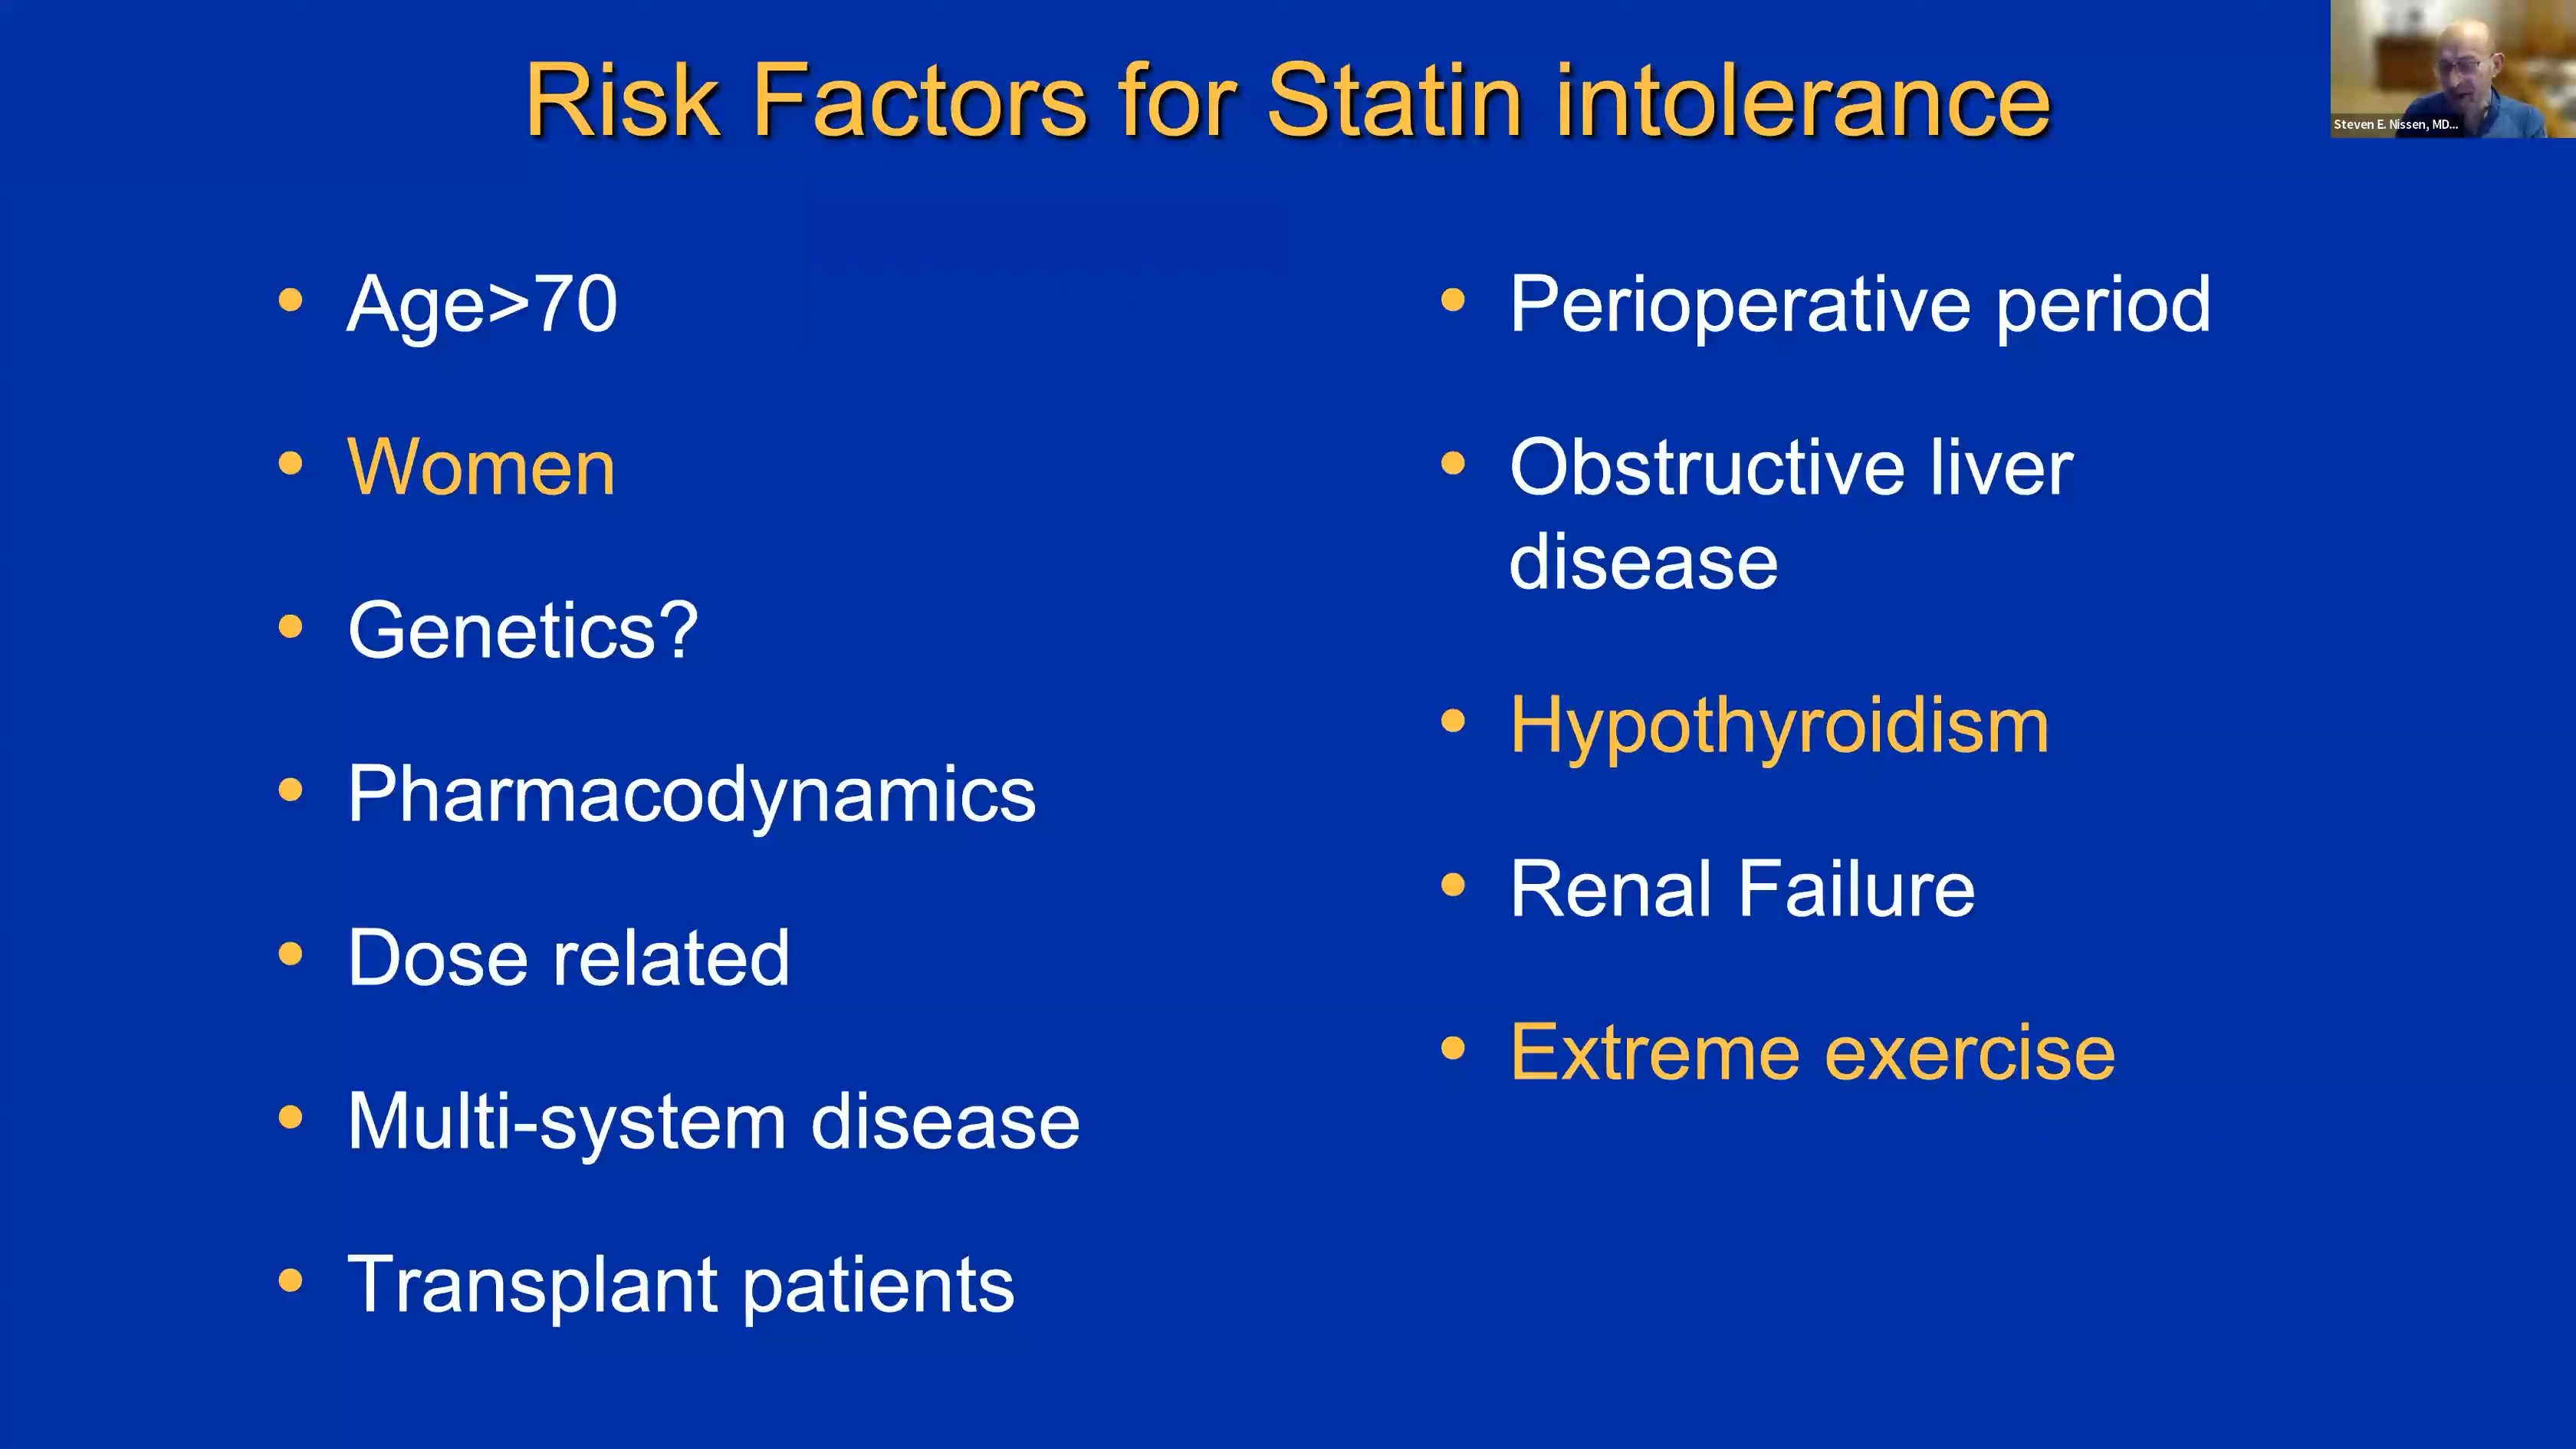 Risk Factors for Statin intolerance
Steven E. Nissen, MD...
• Age>70
• Women
• Genetics?
• Pharmacodynamics
• Dose related
• Multi-system disease
• Transplant patients
• Perioperative period
• Obstructive liver
disease
• Hypothyroidism
• Renal Failure
• Extreme exercise